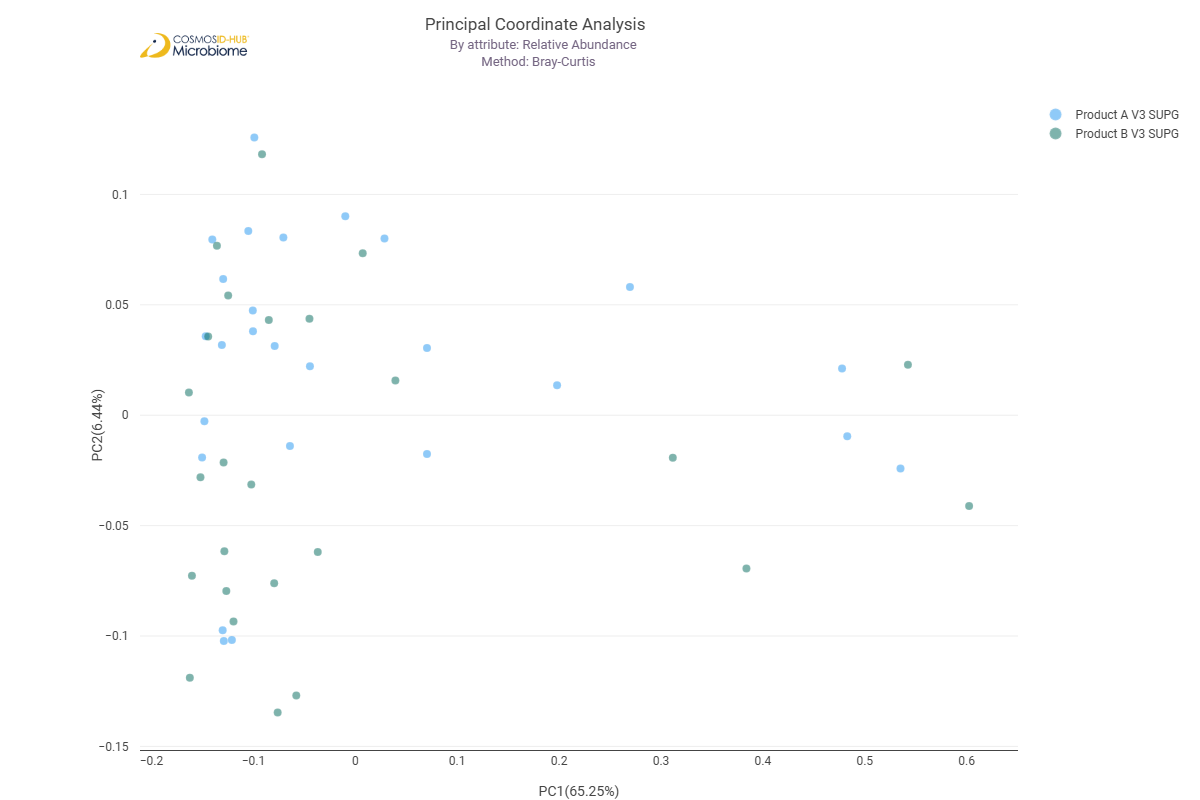 Principal Coordinate Analysis
By attribute: Relative Abundance
Method: Bray-Curtis
COSMOSID-HUB
Microbiome
Product A V3 SUPG
Product B V3 SUPG
0.1
0.05
0
−0.05
−0.1
−0.15
PC2(6.44%)
−0.2 −0.1 0 0.1 0.2 0.3 0.4 0.5 0.6
PC1(65.25%)